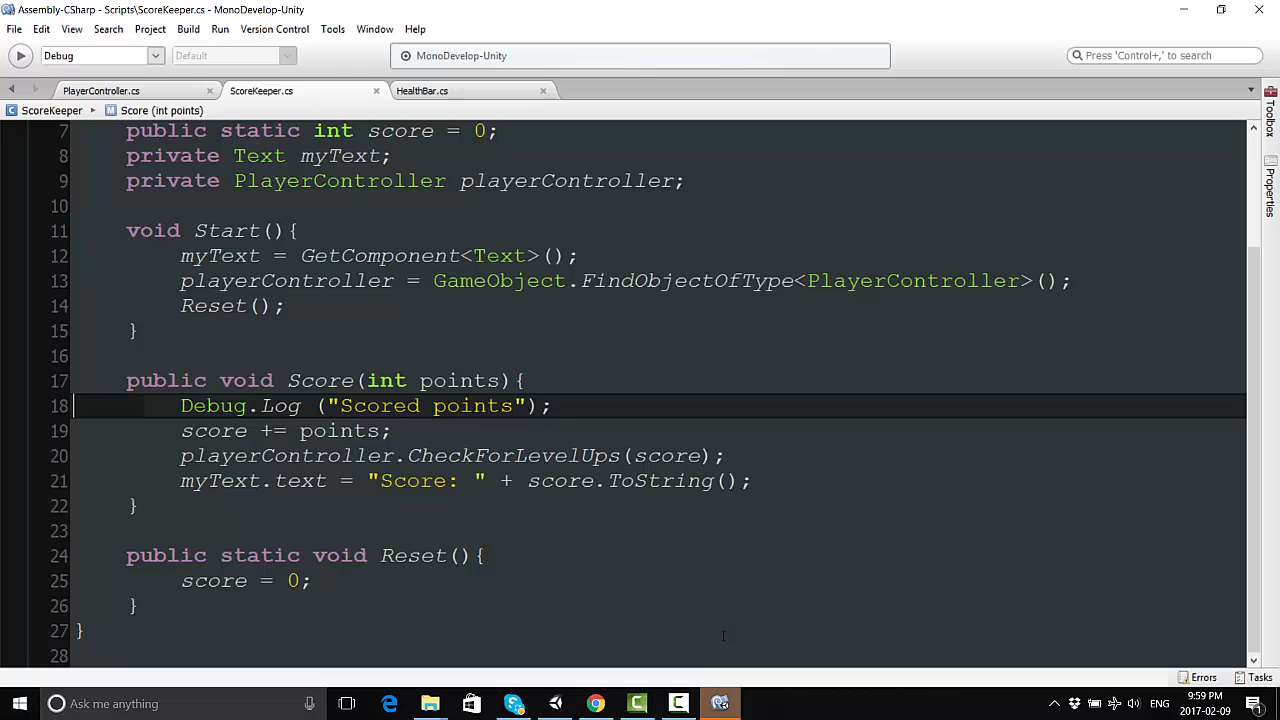 Assembly-CSharp - Scripts\ScoreKeeper.cs - MonoDevelop-Unity
File Edit View Search Project Build Run Version Control Tools Window Help
Debug Default MonoDevelop-Unity Press 'Control+,' to search
PlayerController.cs ScoreKeeper.cs HealthBar.cs
C ScoreKeeper M Score (int points)
Toolbox
Properties
7 public static int score = 0;
8 private Text myText;
9 private PlayerController playerController;
10
11 void Start(){
12 myText = GetComponent<Text>();
13 playerController = GameObject.FindObjectOfType<PlayerController>();
14 Reset();
15 }
16
17 public void Score(int points){
18 Debug.Log ("Scored points");
19 score += points;
20 playerController.CheckForLevelUps(score);
21 myText.text = "Score: " + score.ToString();
22 }
23
24 public static void Reset(){
25 score = 0;
26 }
27 }
28
Errors Tasks
Ask me anything ENG 9:59 PM
2017-02-09